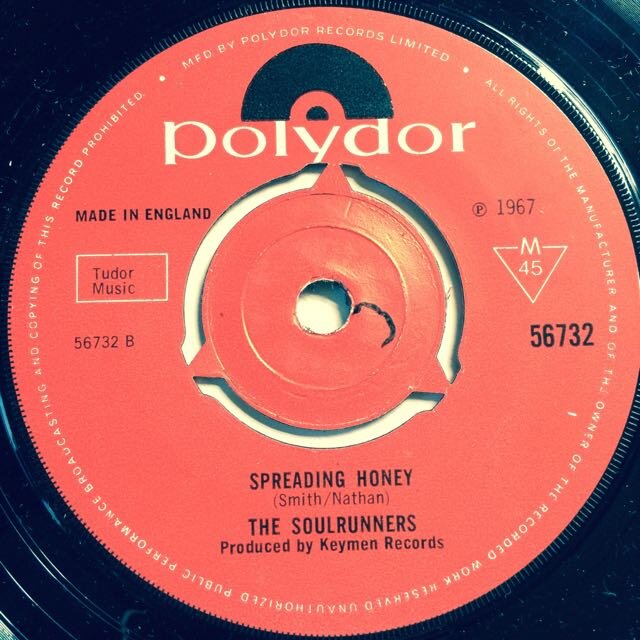 MFD BY POLYDOR RECORDS LIMITED • ALL RIGHTS OF THE MANUFACTURER AND OF THE OWNER OF THE RECORDED WORK RESERVED UNAUTHORIZED PUBLIC PERFORMANCE BROADCASTING AND COPYING OF THIS RECORD PROHIBITED. •
polydor
MADE IN ENGLAND
℗ 1967
Tudor
Music
M
45
56732 B
56732
SPREADING HONEY
(Smith/Nathan)
THE SOULRUNNERS
Produced by Keymen Records